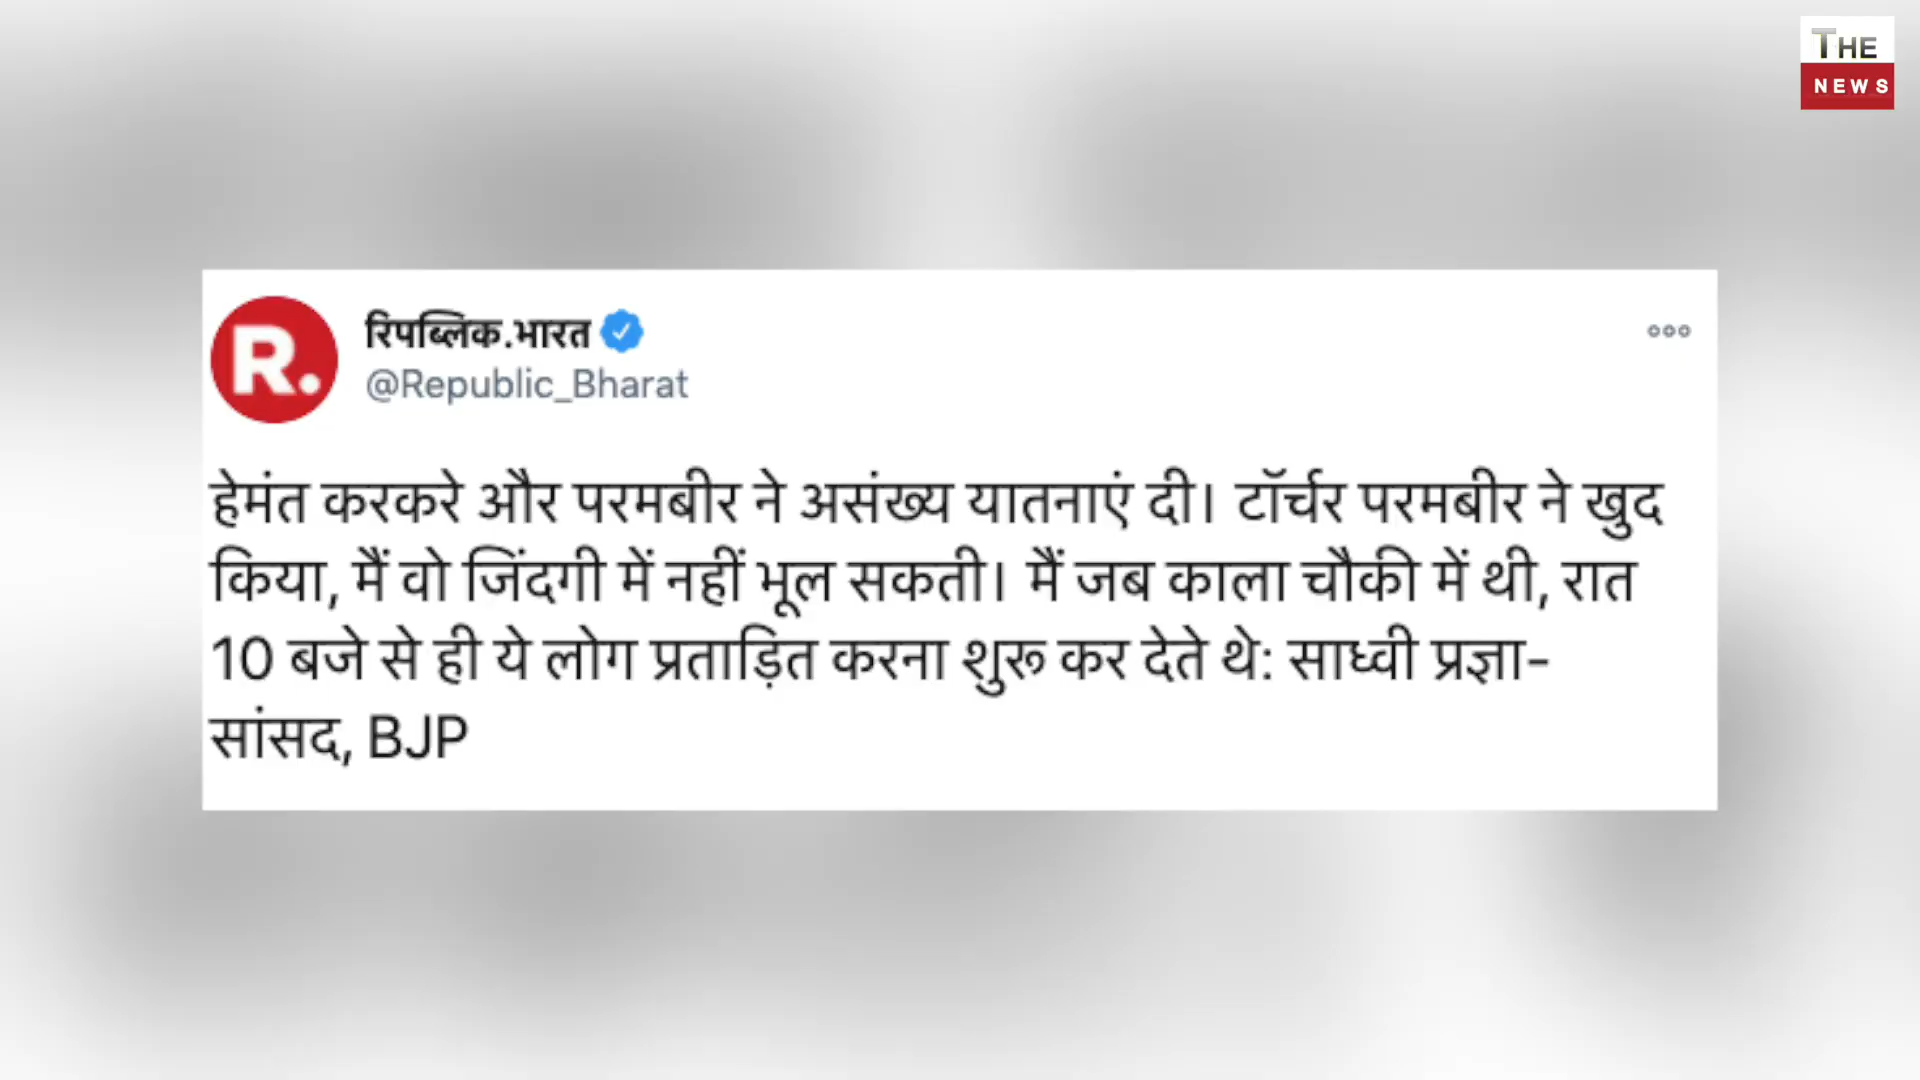 THE
NEWS
R.
रिपब्लिक.भारत
@Republic_Bharat
हेमंत करकरे और परमबीर ने असंख्य यातनाएं दी। टॉर्चर परमबीर ने खुद
किया, मैं वो जिंदगी में नहीं भूल सकती। मैं जब काला चौकी में थी, रात
10 बजे से ही ये लोग प्रताड़ित करना शुरू कर देते थे: साध्वी प्रज्ञा-
सांसद, BJP